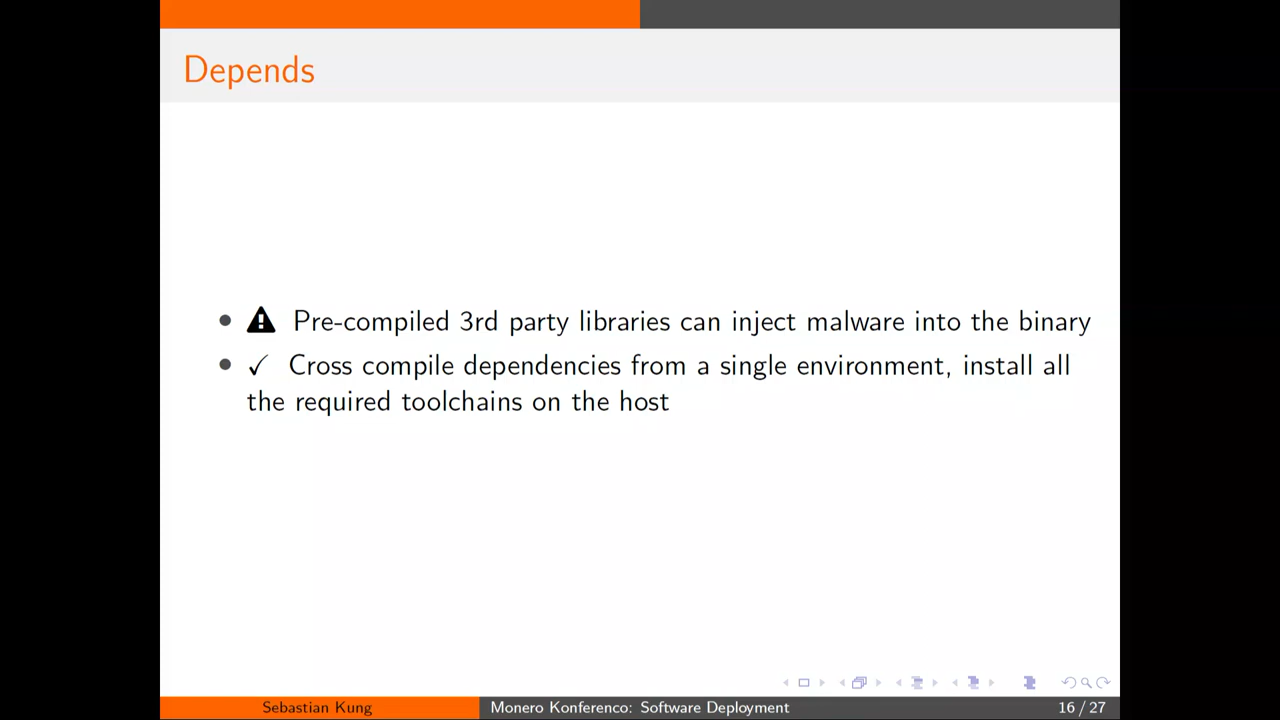 Depends
• ⚠ Pre-compiled 3rd party libraries can inject malware into the binary
• ✓ Cross compile dependencies from a single environment, install all
the required toolchains on the host
Sebastian Kung
Monero Konferenco: Software Deployment
16 / 27